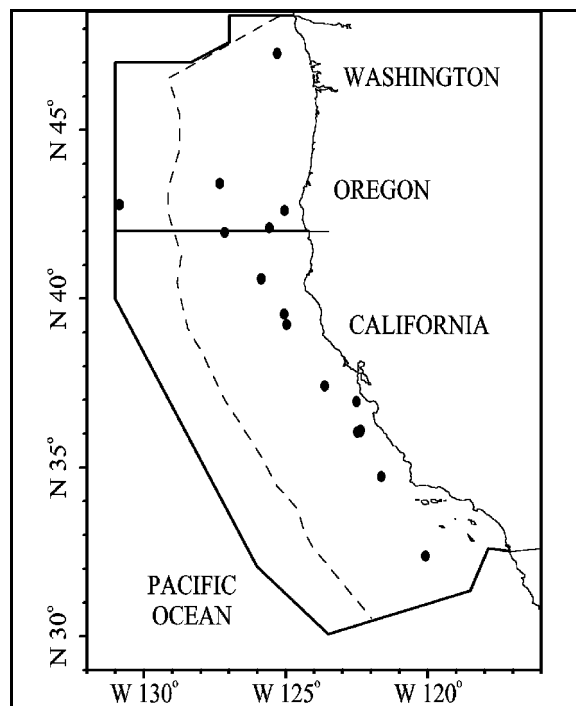 WASHINGTON
N 45°
OREGON
N 40°
CALIFORNIA
N 35°
PACIFIC
OCEAN
N 30°
W 130° W 125° W 120°